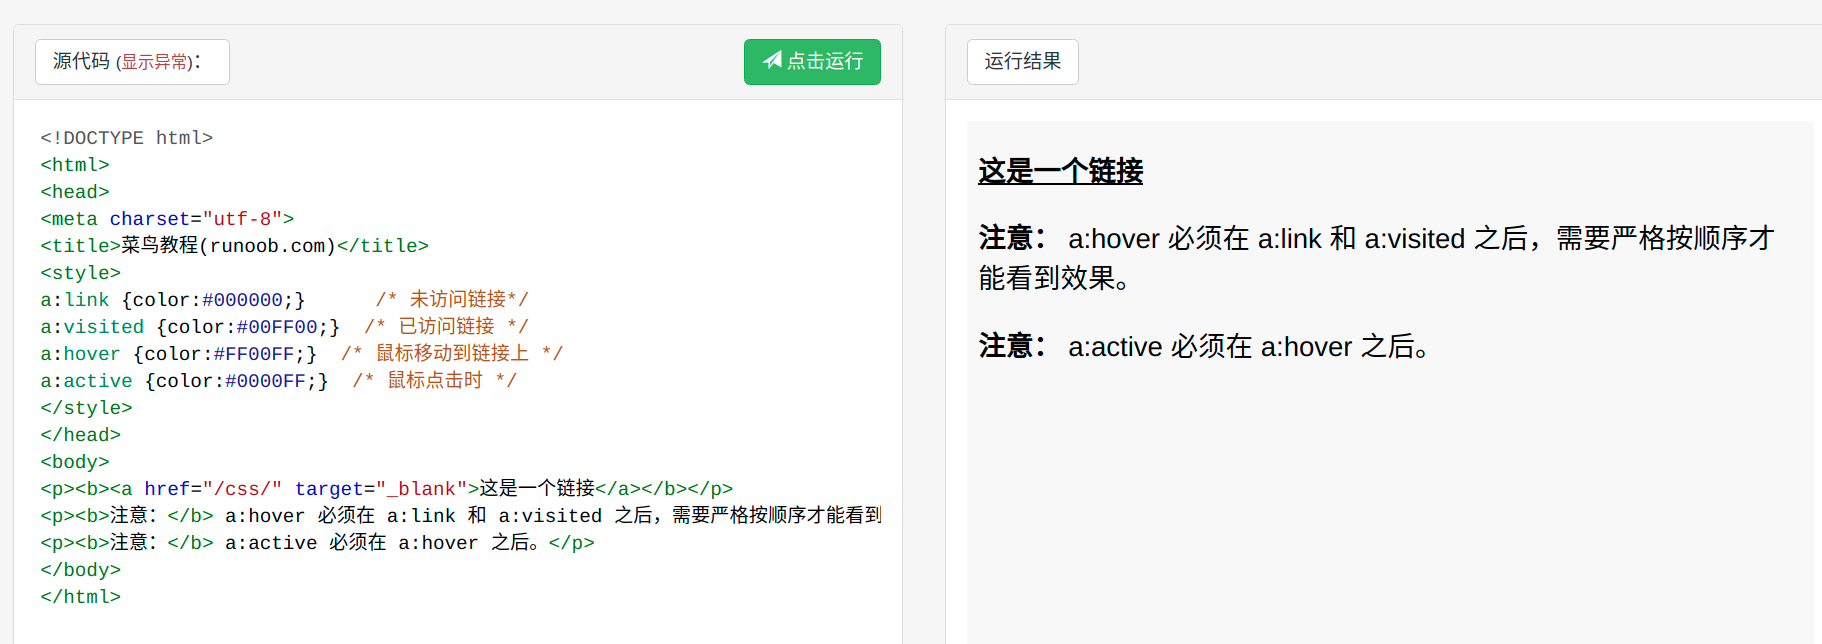 源代码 (显示异常)：
点击运行
<!DOCTYPE html>
<html>
<head>
<meta charset="utf-8">
<title>菜鸟教程(runoob.com)</title>
<style>
a:link {color:#000000;}      /* 未访问链接*/
a:visited {color:#00FF00;}  /* 已访问链接 */
a:hover {color:#FF00FF;}  /* 鼠标移动到链接上 */
a:active {color:#0000FF;}  /* 鼠标点击时 */
</style>
</head>
<body>
<p><b><a href="/css/" target="_blank">这是一个链接</a></b></p>
<p><b>注意：</b> a:hover 必须在 a:link 和 a:visited 之后，需要严格按顺序才能看到
<p><b>注意：</b> a:active 必须在 a:hover 之后。</p>
</body>
</html>
运行结果
这是一个链接
注意： a:hover 必须在 a:link 和 a:visited 之后，需要严格按顺序才
能看到效果。
注意： a:active 必须在 a:hover 之后。